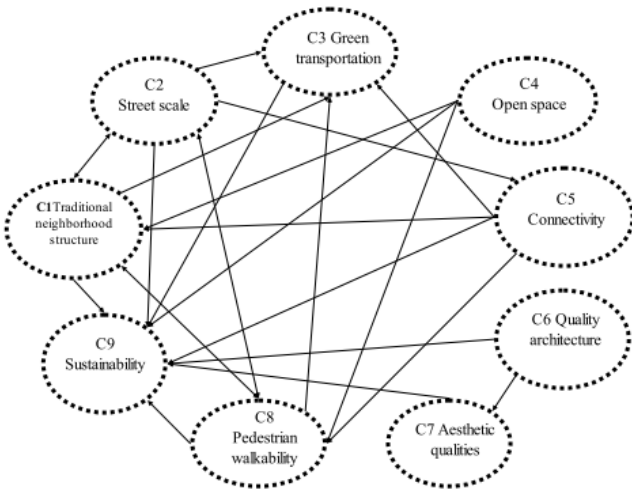 C3 Green
transportation
C2
Street scale
C4
Open space
C1Traditional
neighborhood
structure
C5
Connectivity
C6 Quality
architecture
C9
Sustainability
C8
Pedestrian
walkability
C7 Aesthetic
qualities